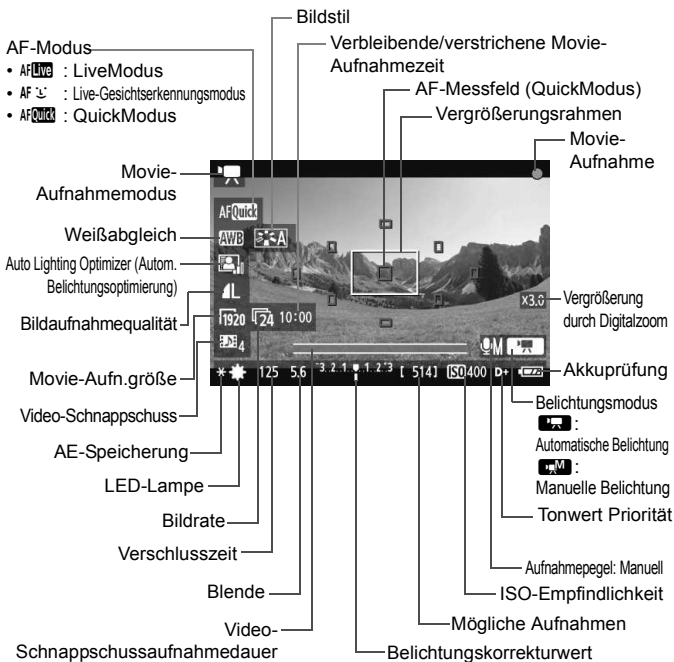 Bildstil
AF-Modus
Verbleibende/verstrichene Movie-
Aufnahmezeit
• AF Live : LiveModus
• AF : Live-Gesichtserkennungsmodus
• AF Quick : QuickModus
AF-Messfeld (QuickModus)
Vergrößerungsrahmen
Movie-
Aufnahme
Movie-
Aufnahmemodus
AF Quick
Weißabgleich
AWB
A
Auto Lighting Optimizer (Autom.
Belichtungsoptimierung)
L
x3.0
Vergrößerung
durch Digitalzoom
Bildaufnahmequalität
1920 24 10:00
4
M
Movie-Aufn.größe
Akkuprüfung
125 5.6 -3..2..1..1..2.+3 [ 514] ISO 400 D+
Video-Schnappschuss
Belichtungsmodus
:
Automatische Belichtung
M :
Manuelle Belichtung
AE-Speicherung
LED-Lampe
Tonwert Priorität
Bildrate
Verschlusszeit
Aufnahmepegel: Manuell
Blende
ISO-Empfindlichkeit
Video-
Schnappschussaufnahmedauer
Mögliche Aufnahmen
Belichtungskorrekturwert